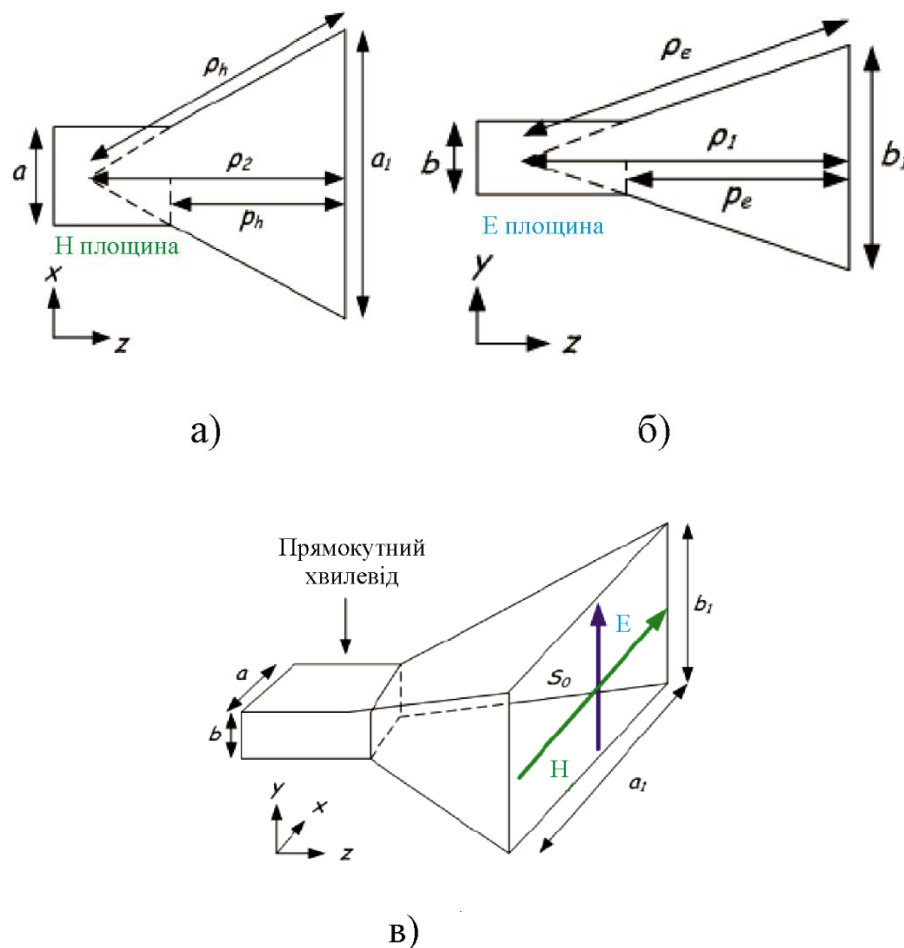 ρh
ρ2
a
a1
ph
Н площина
x
z
а)
ρe
ρ1
b
b1
pe
Е площина
y
z
б)
Прямокутний
хвилевід
a
b
S0
E
H
b1
a1
y
x
z
в)